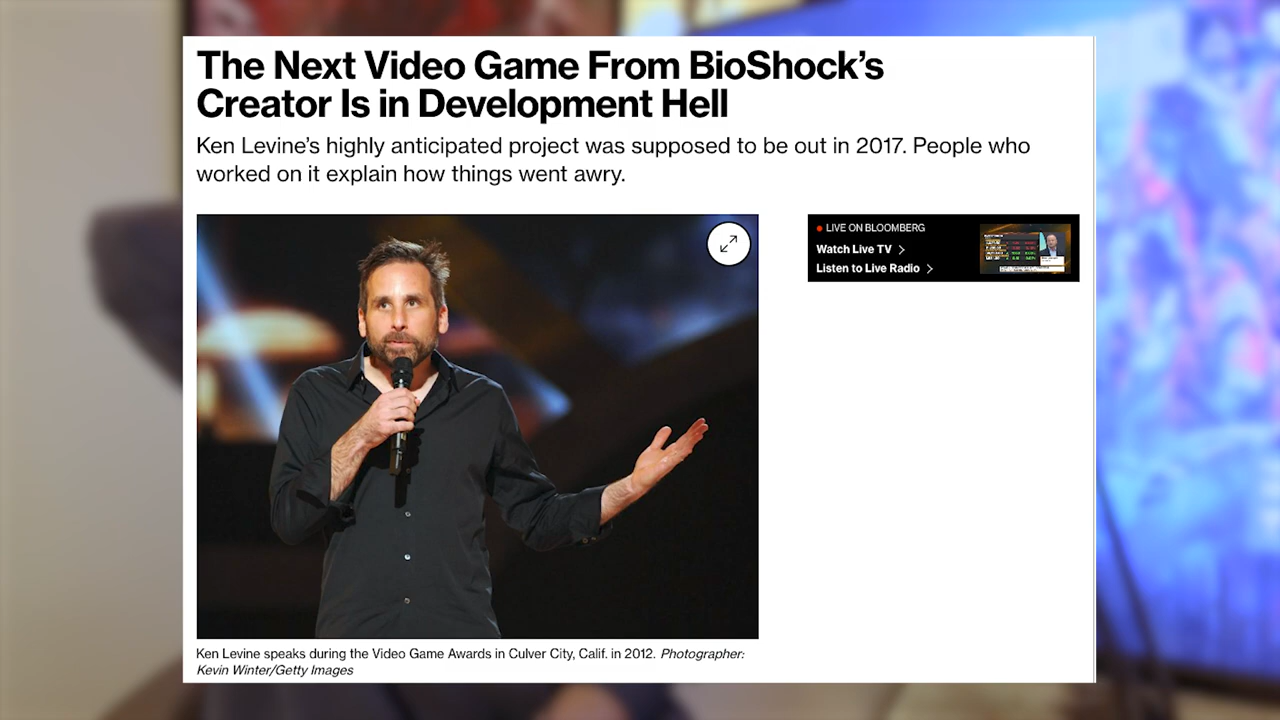 The Next Video Game From BioShock’s
Creator Is in Development Hell
Ken Levine’s highly anticipated project was supposed to be out in 2017. People who
worked on it explain how things went awry.
LIVE ON BLOOMBERG
Watch Live TV
Listen to Live Radio
Ken Levine speaks during the Video Game Awards in Culver City, Calif. in 2012. Photographer:
Kevin Winter/Getty Images